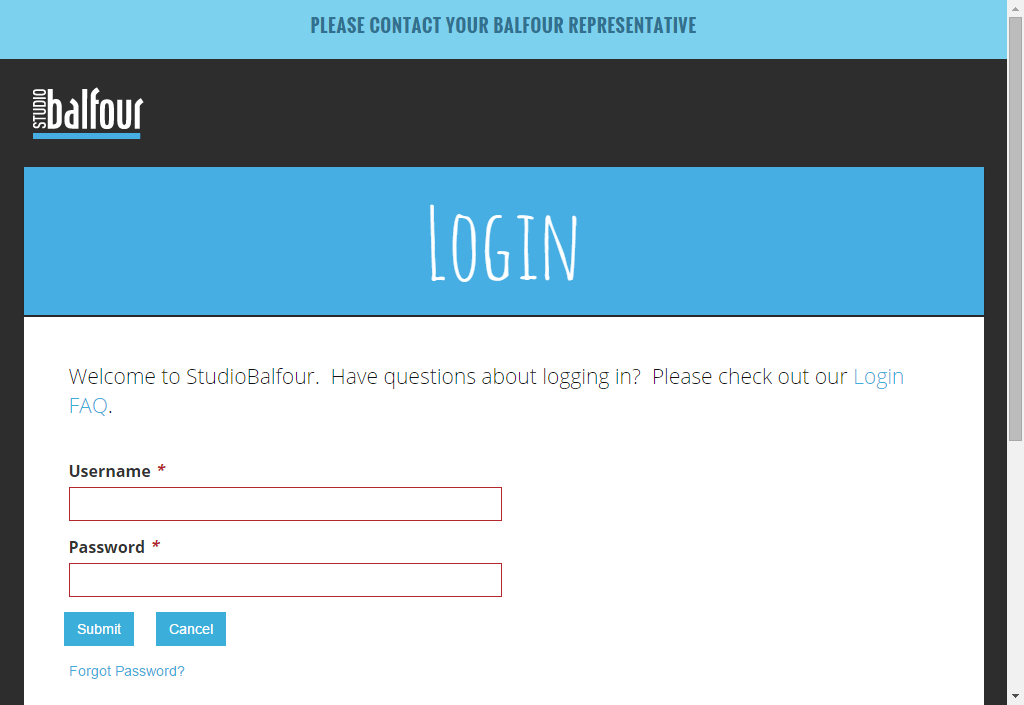 PLEASE CONTACT YOUR BALFOUR REPRESENTATIVE
STUDIO balfour
LOGIN
Welcome to StudioBalfour.  Have questions about logging in?  Please check out our Login
FAQ.
Username *
Password *
Submit Cancel
Forgot Password?